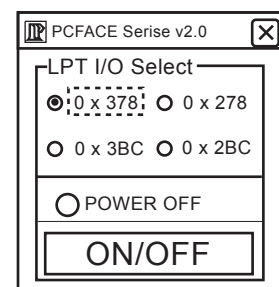 PCFACE Serise v2.0
LPT I/O Select
0 x 378 0 x 278
0 x 3BC 0 x 2BC
POWER OFF
ON/OFF